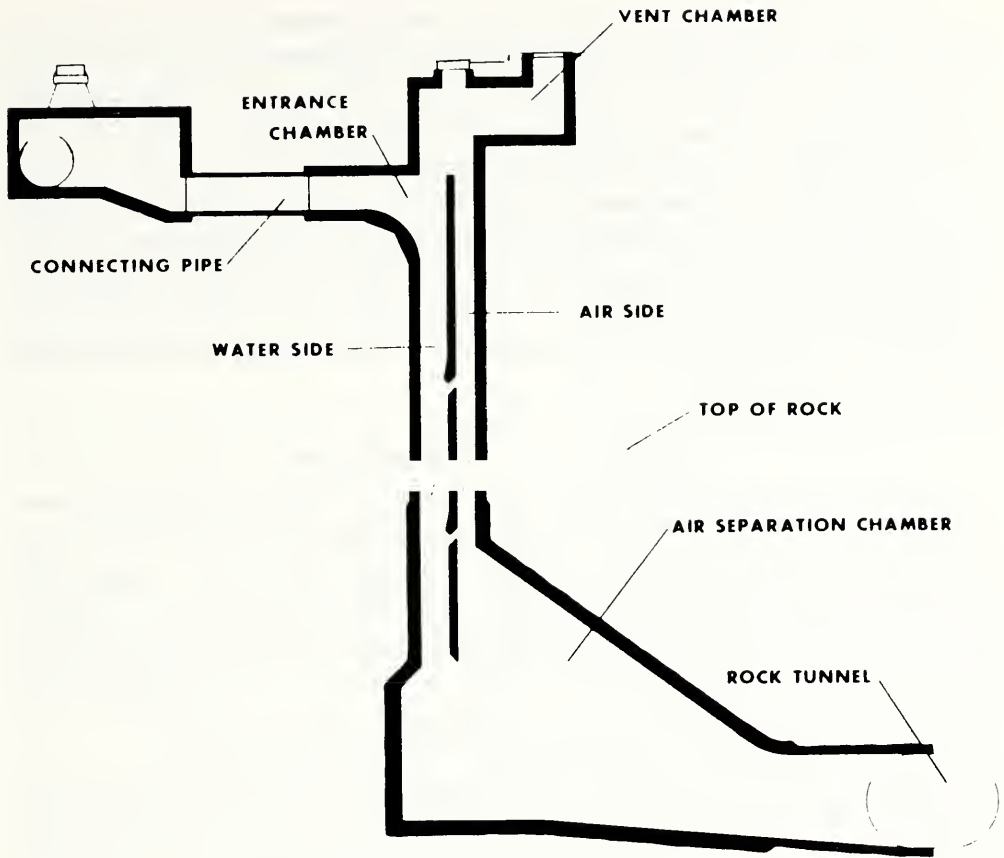 VENT CHAMBER
ENTRANCE
CHAMBER
CONNECTING PIPE
AIR SIDE
WATER SIDE
TOP OF ROCK
AIR SEPARATION CHAMBER
ROCK TUNNEL